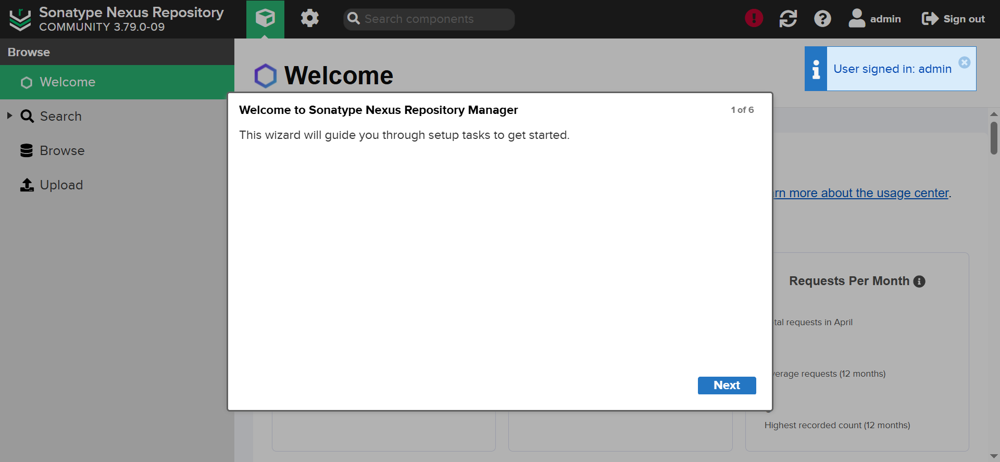 Sonatype Nexus Repository
COMMUNITY 3.79.0-09
Search components
admin
Sign out
Browse
Welcome
Search
Browse
Upload
Welcome
User signed in: admin
Welcome to Sonatype Nexus Repository Manager
1 of 6
This wizard will guide you through setup tasks to get started.
more about the usage center.
Requests Per Month
requests in April
requests (12 months)
Next
Highest recorded count (12 months)